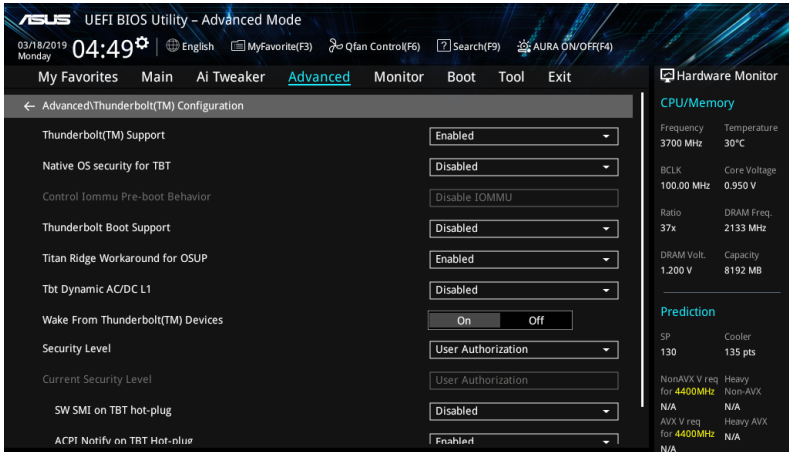 ASUS UEFI BIOS Utility – Advanced Mode
03/18/2019
Monday
04:49
English
MyFavorite(F3)
Qfan Control(F6)
? Search(F9)
AURA ON/OFF(F4)
My Favorites Main Ai Tweaker Advanced Monitor Boot Tool Exit
Hardware Monitor
← Advanced\Thunderbolt(TM) Configuration
Thunderbolt(TM) Support Enabled
Native OS security for TBT Disabled
Control Iommu Pre-boot Behavior Disable IOMMU
Thunderbolt Boot Support Disabled
Titan Ridge Workaround for OSUP Enabled
Tbt Dynamic AC/DC L1 Disabled
Wake From Thunderbolt(TM) Devices On Off
Security Level User Authorization
Current Security Level User Authorization
SW SMI on TBT hot-plug Disabled
ACPI Notify on TBT Hot-plug Enabled
CPU/Memory
Frequency Temperature
3700 MHz 30°C
BCLK Core Voltage
100.00 MHz 0.950 V
Ratio DRAM Freq.
37x 2133 MHz
DRAM Volt. Capacity
1.200 V 8192 MB
Prediction
SP Cooler
130 135 pts
NonAVX V req Heavy
for 4400MHz Non-AVX
N/A N/A
AVX V req Heavy AVX
for 4400MHz N/A
N/A